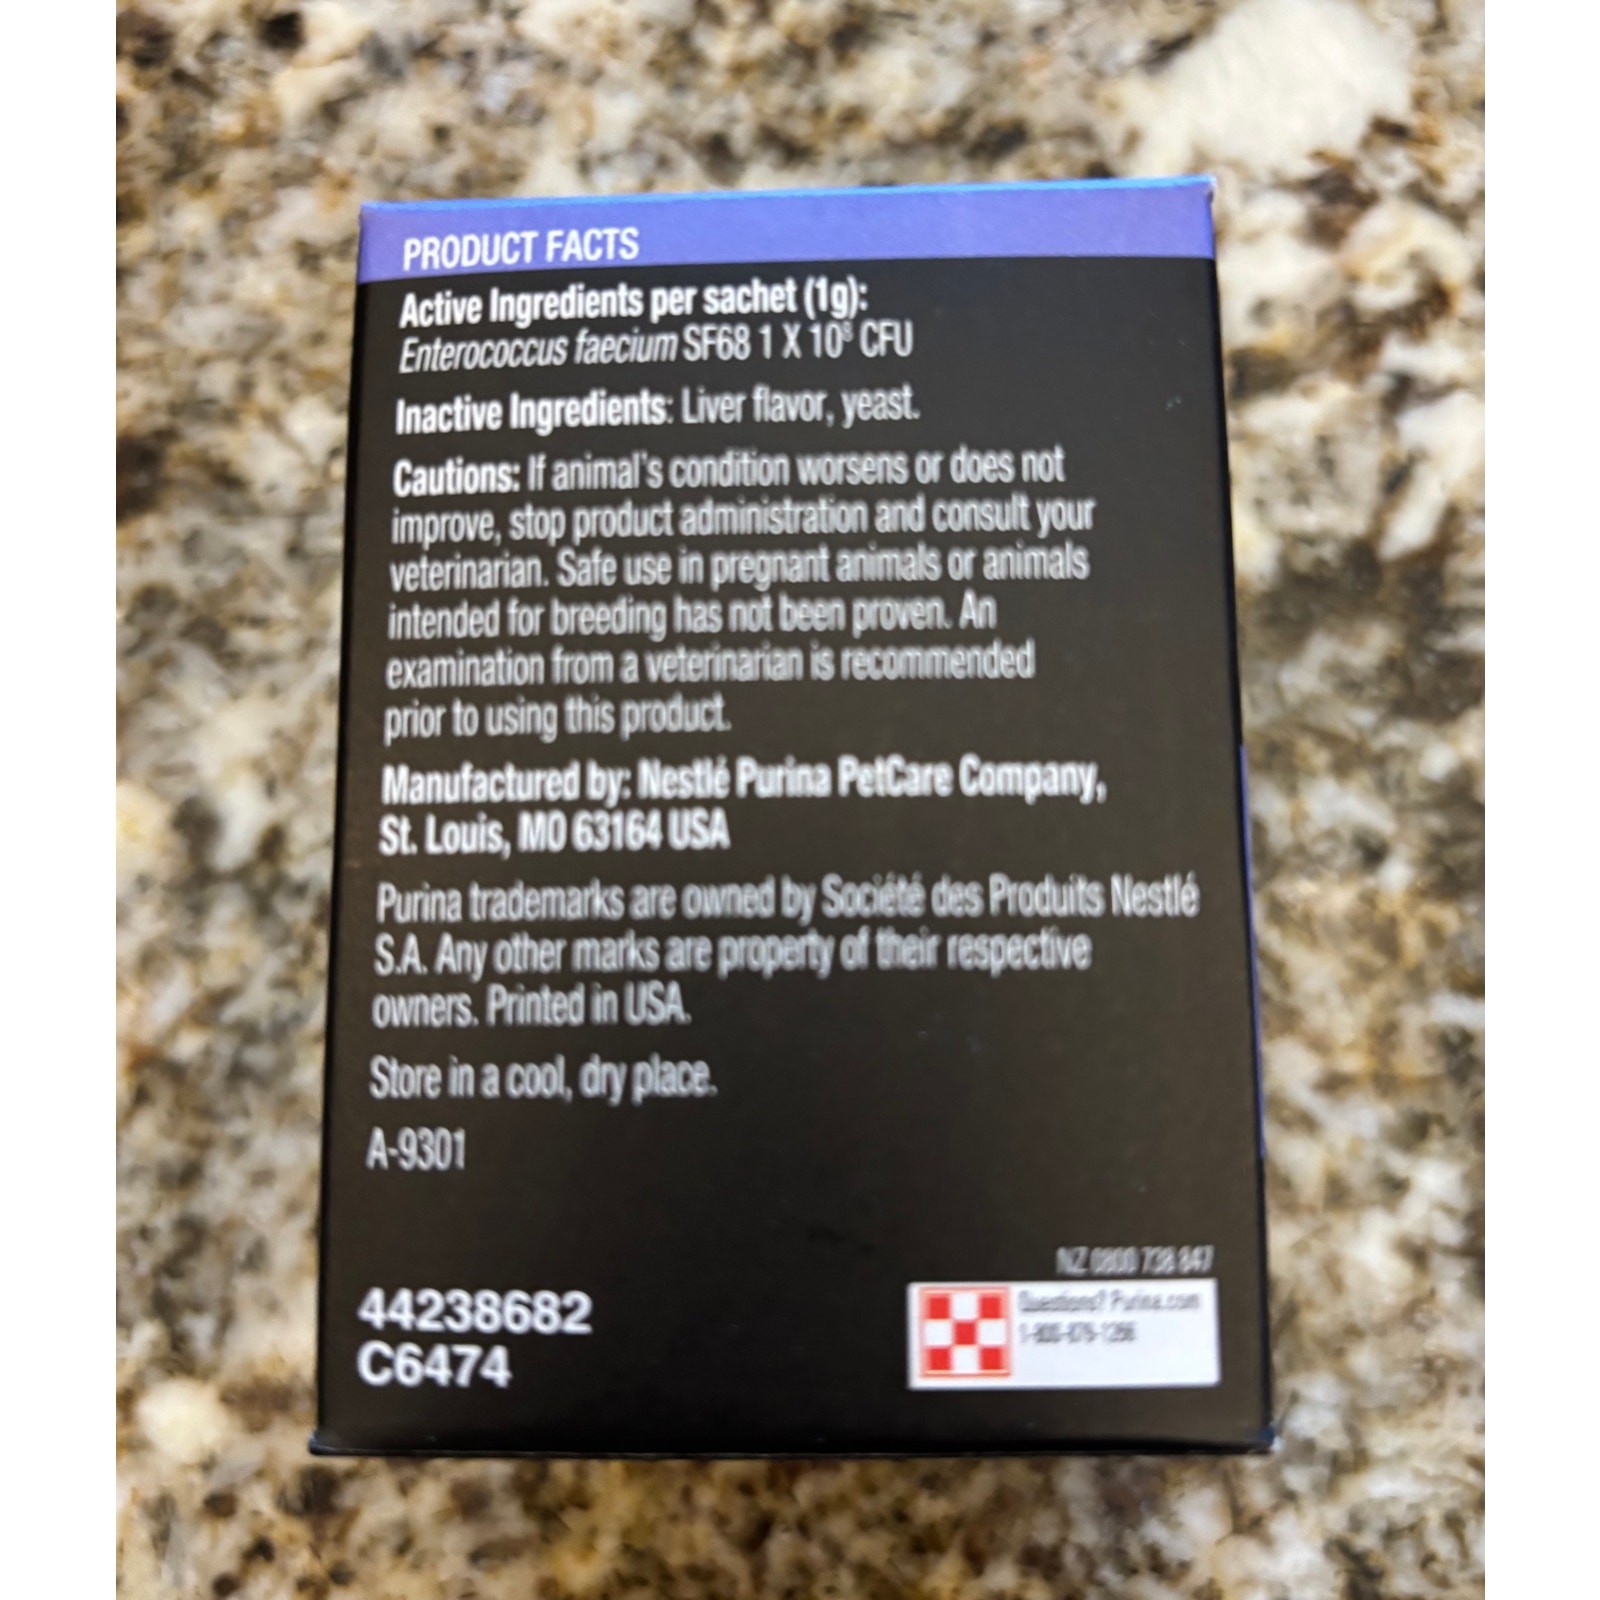 PRODUCT FACTS
Active Ingredients per sachet (1g):
Enterococcus faecium SF68 1 X 10⁸ CFU
Inactive Ingredients: Liver flavor, yeast.
Cautions: If animal's condition worsens or does not
improve, stop product administration and consult your
veterinarian. Safe use in pregnant animals or animals
intended for breeding has not been proven. An
examination from a veterinarian is recommended
prior to using this product.
Manufactured by: Nestlé Purina PetCare Company,
St. Louis, MO 63164 USA
Purina trademarks are owned by Société des Produits Nestlé
S.A. Any other marks are property of their respective
owners. Printed in USA.
Store in a cool, dry place.
A-9301
NZ 0800 738 847
Questions? Purina.com
44238682
C6474